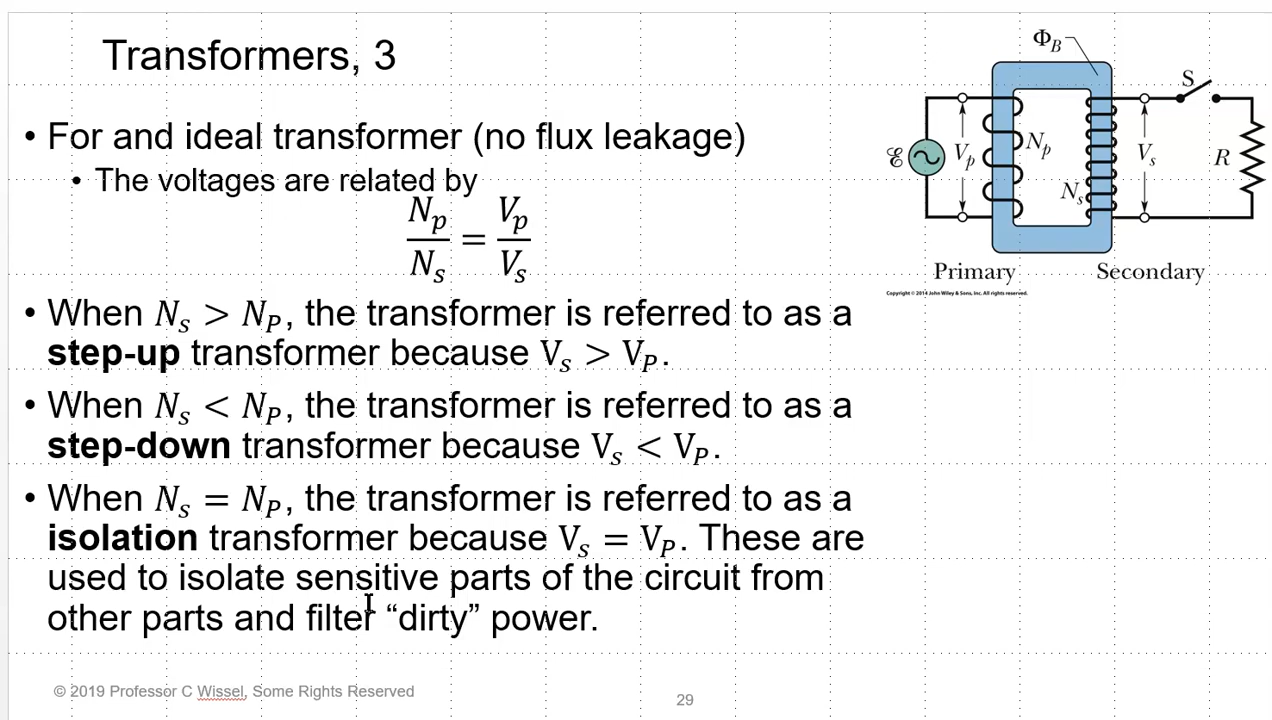 Transformers, 3
• For and ideal transformer (no flux leakage)
• The voltages are related by
N_p/N_s = V_p/V_s
• When N_s > N_P, the transformer is referred to as a
step-up transformer because V_s > V_P.
• When N_s < N_P, the transformer is referred to as a
step-down transformer because V_s < V_P.
• When N_s = N_P, the transformer is referred to as a
isolation transformer because V_s = V_P. These are
used to isolate sensitive parts of the circuit from
other parts and filter “dirty” power.
Φ_B
S
ℰ V_p N_p V_s R
N_s
Primary Secondary
Copyright © 2014 John Wiley & Sons, Inc. All rights reserved.
© 2019 Professor C Wissel, Some Rights Reserved
29